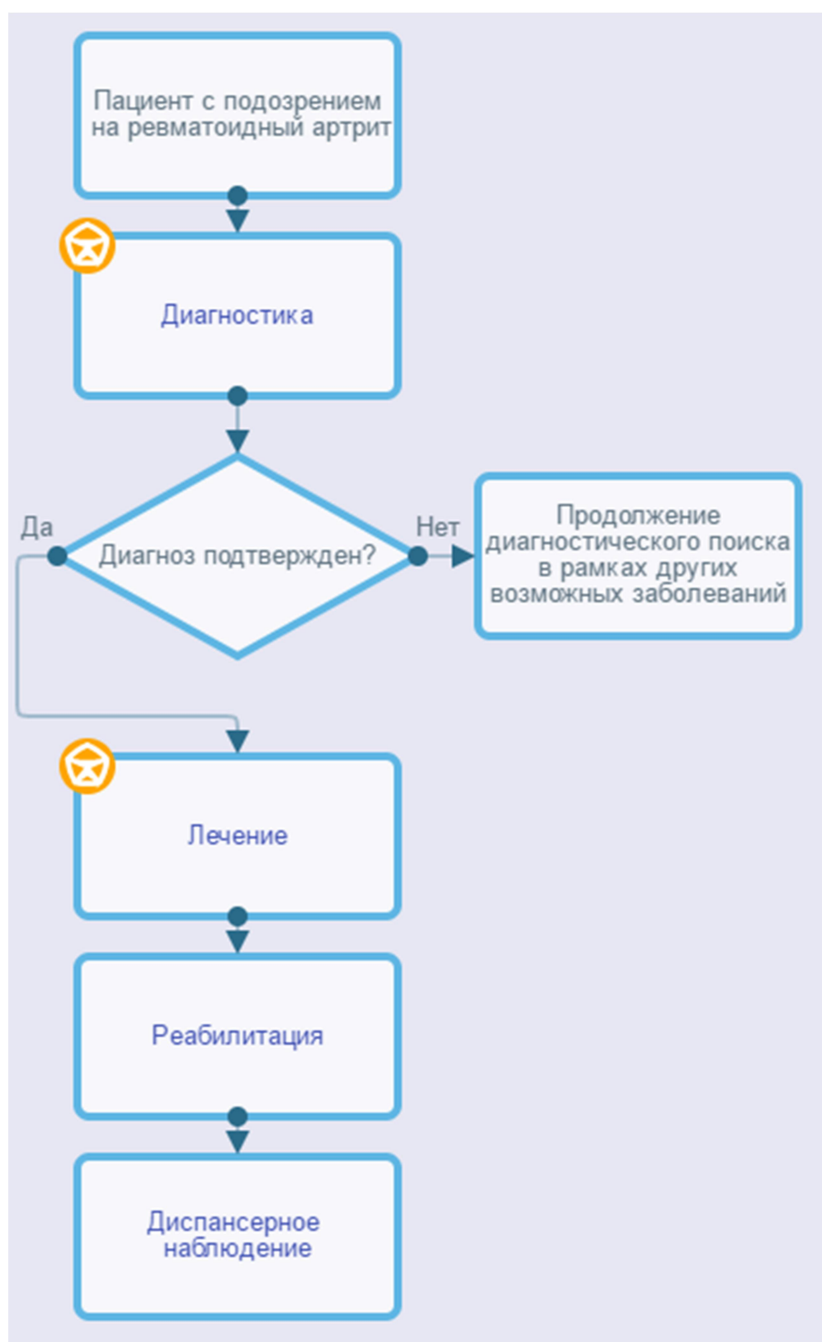 Пациент с подозрением
на ревматоидный артрит
Диагностика
Да
Диагноз подтвержден?
Нет
Продолжение
диагностического поиска
в рамках других
возможных заболеваний
Лечение
Реабилитация
Диспансерное
наблюдение